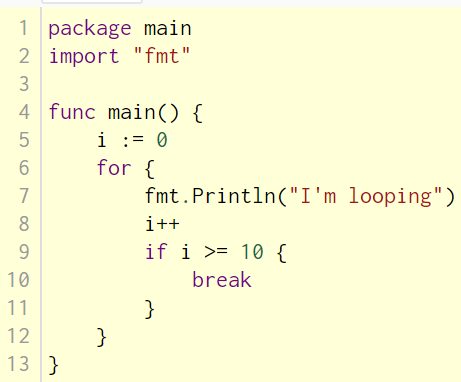 1 package main
2 import "fmt"
3
4 func main() {
5     i := 0
6     for {
7         fmt.Println("I'm looping")
8         i++
9         if i >= 10 {
10             break
11         }
12     }
13 }